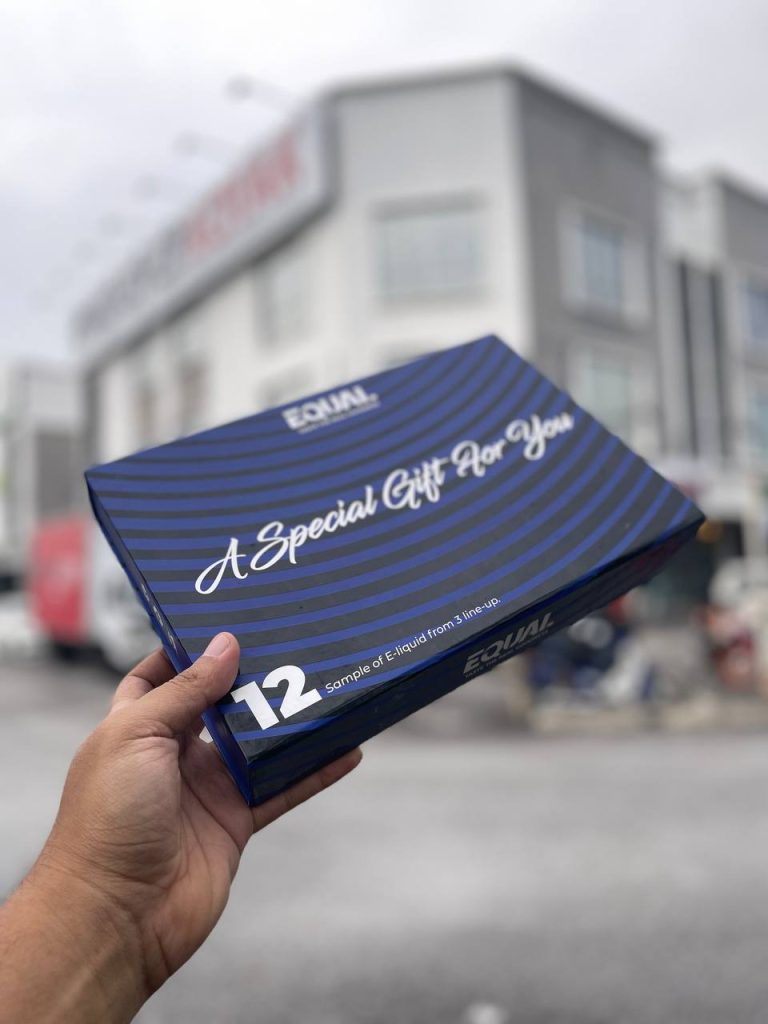 EQUAL
A Special Gift For You
12 Sample of E-liquid from 3 line-up.
EQUAL